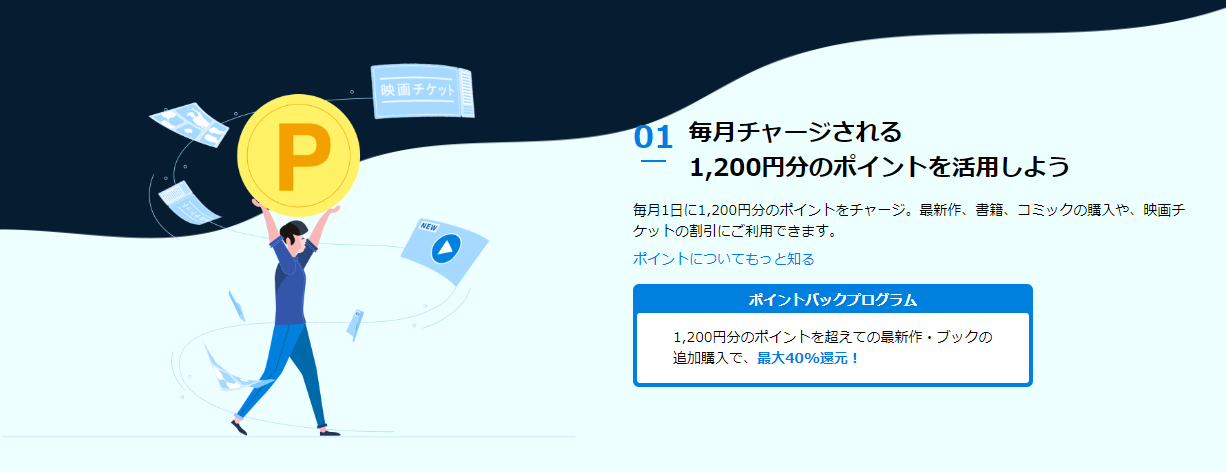 映画チケット
P
NEW
01
毎月チャージされる
1,200円分のポイントを活用しよう
毎月1日に1,200円分のポイントをチャージ。最新作、書籍、コミックの購入や、映画チ
ケットの割引にご利用できます。
ポイントについてもっと知る
ポイントバックプログラム
1,200円分のポイントを超えての最新作・ブックの
追加購入で、最大40%還元！